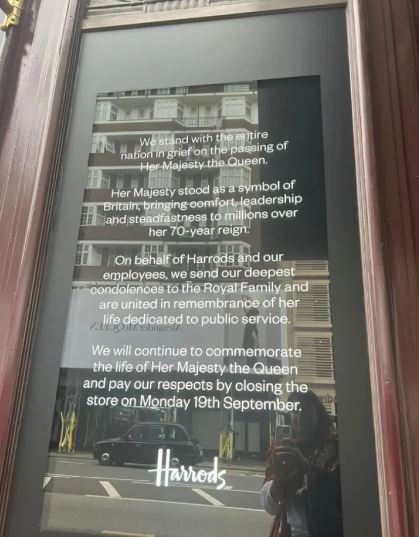 We stand with the entire
nation in grief on the passing of
Her Majesty the Queen.
Her Majesty stood as a symbol of
Britain, bringing comfort, leadership
and steadfastness to millions over
her 70-year reign.
On behalf of Harrods and our
employees, we send our deepest
condolences to the Royal Family and
are united in remembrance of her
life dedicated to public service.
Alexander McQUEEN
We will continue to commemorate
the life of Her Majesty the Queen
and pay our respects by closing the
store on Monday 19th September.
Harrods